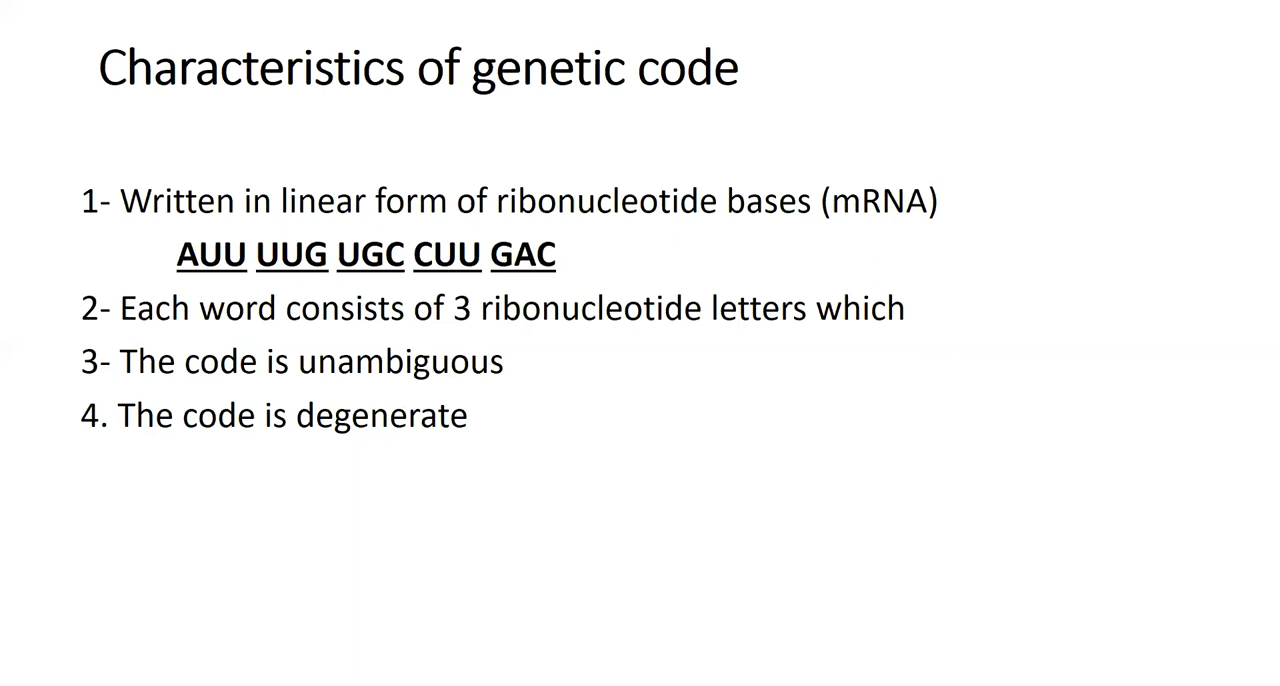 Characteristics of genetic code
1- Written in linear form of ribonucleotide bases (mRNA)
AUU UUG UGC CUU GAC
2- Each word consists of 3 ribonucleotide letters which
3- The code is unambiguous
4. The code is degenerate